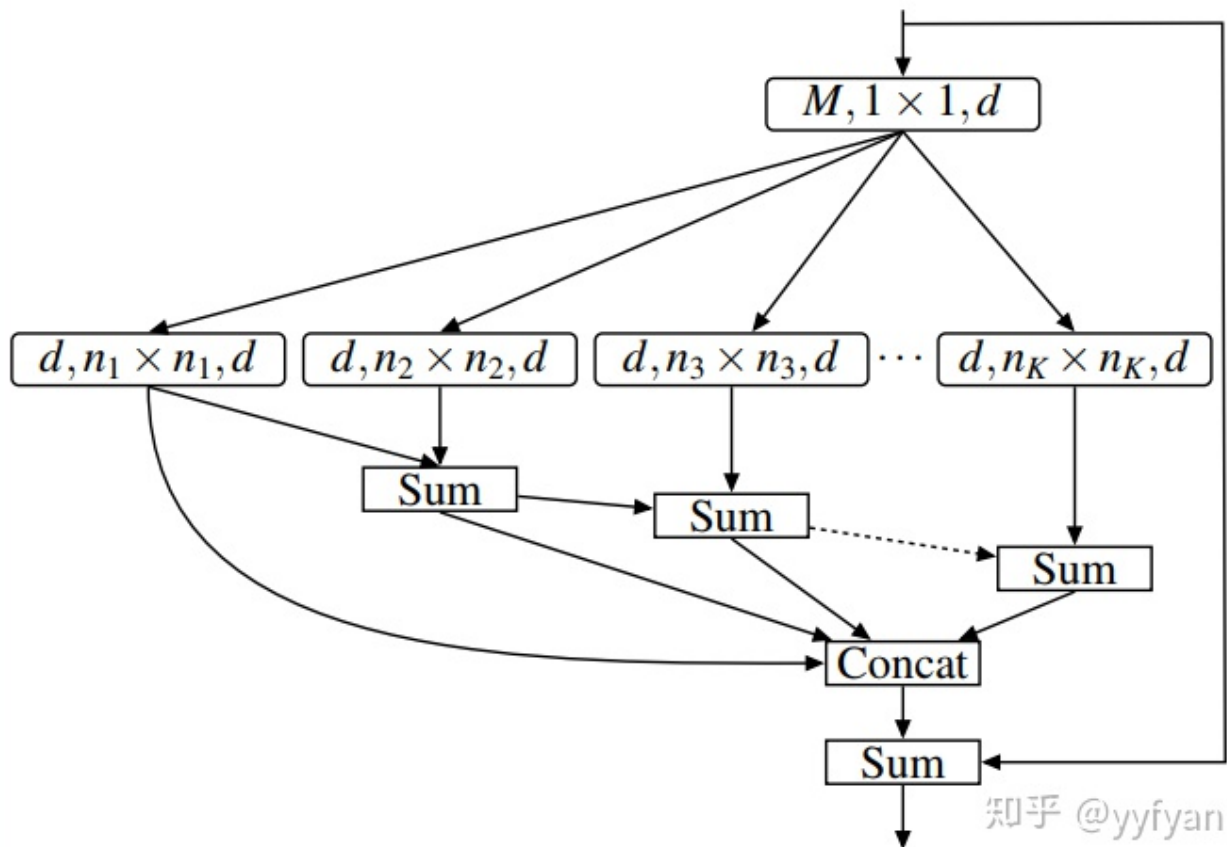 M, 1 × 1, d
d, n₁ × n₁, d d, n₂ × n₂, d d, n₃ × n₃, d ··· d, n_K × n_K, d
Sum
Sum
Sum
Concat
Sum
知乎 @yyfyan